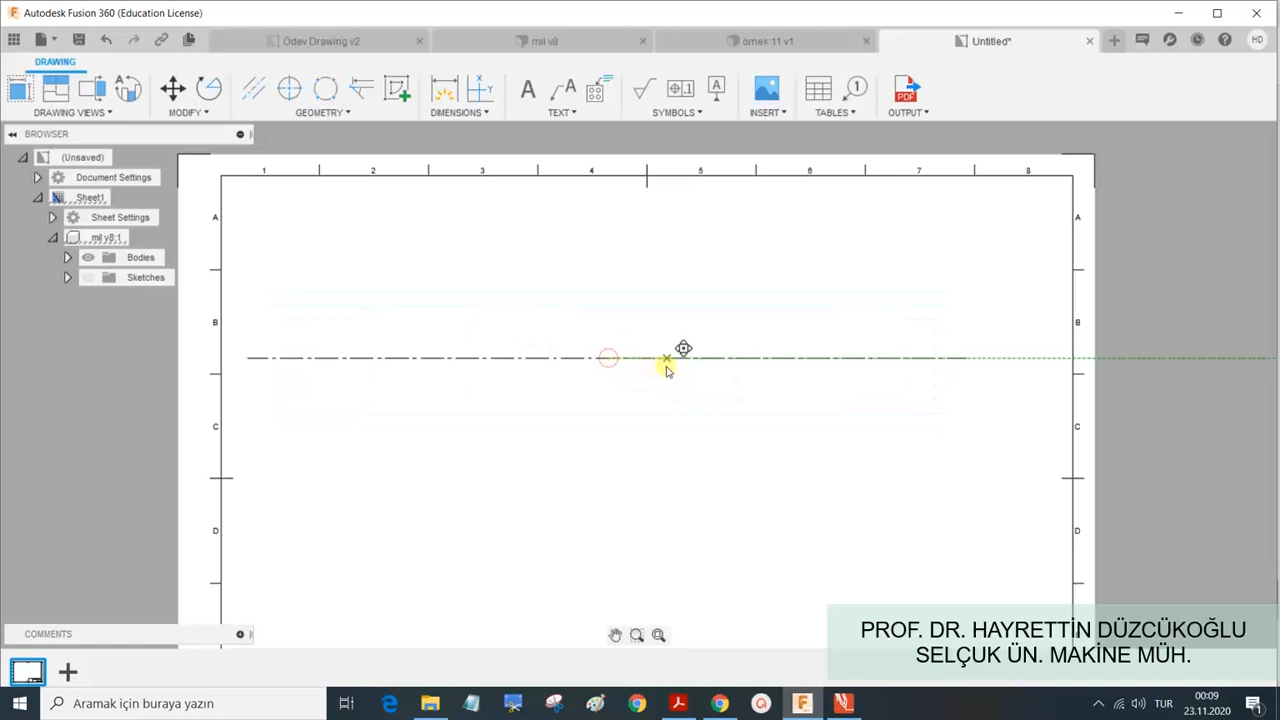 Autodesk Fusion 360 (Education License)
Ödev Drawing v2
mil v8
örnek 11 v1
Untitled*
HD
DRAWING
DRAWING VIEWS
MODIFY
GEOMETRY
DIMENSIONS
TEXT
SYMBOLS
INSERT
TABLES
OUTPUT
BROWSER
(Unsaved)
Document Settings
Sheet1
Sheet Settings
mil v8:1
Bodies
Sketches
1 2 3 4 5 6 7 8
A A
B B
C C
D D
COMMENTS
PROF. DR. HAYRETTİN DÜZCÜKOĞLU
SELÇUK ÜN. MAKİNE MÜH.
Aramak için buraya yazın
TUR
00:09
23.11.2020